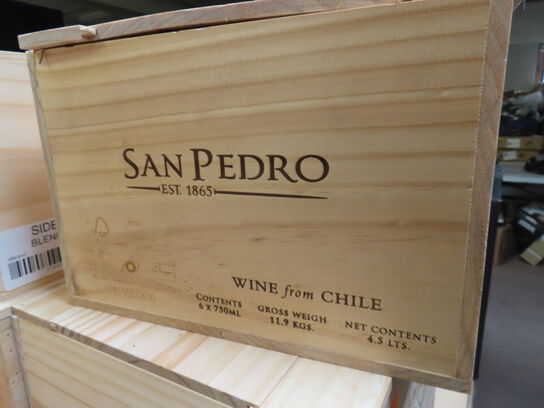 SAN PEDRO
EST. 1865
WINE from CHILE
CONTENTS
6 x 750ML
GROSS WEIGH
11.9 KGS.
NET CONTENTS
4.5 LTS.
SIDE
BLEN